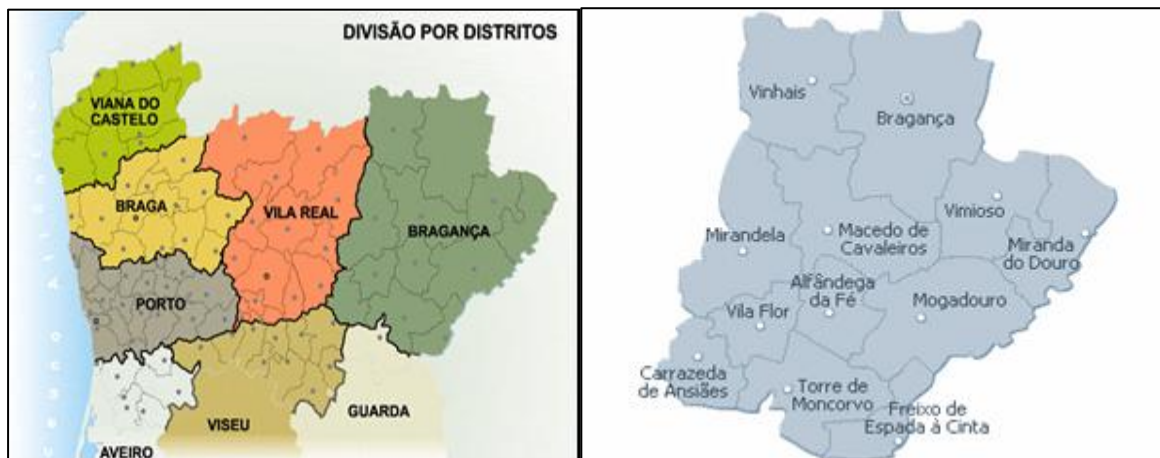 DIVISÃO POR DISTRITOS
VIANA DO
CASTELO
BRAGA
VILA REAL
BRAGANÇA
PORTO
VISEU
GUARDA
AVEIRO
Vinhais
Bragança
Vimioso
Mirandela
Macedo de
Cavaleiros
Miranda
do Douro
Alfândega
da Fé
Mogadouro
Vila Flor
Carrazeda
de Ansiães
Torre de
Moncorvo
Freixo de
Espada à Cinta